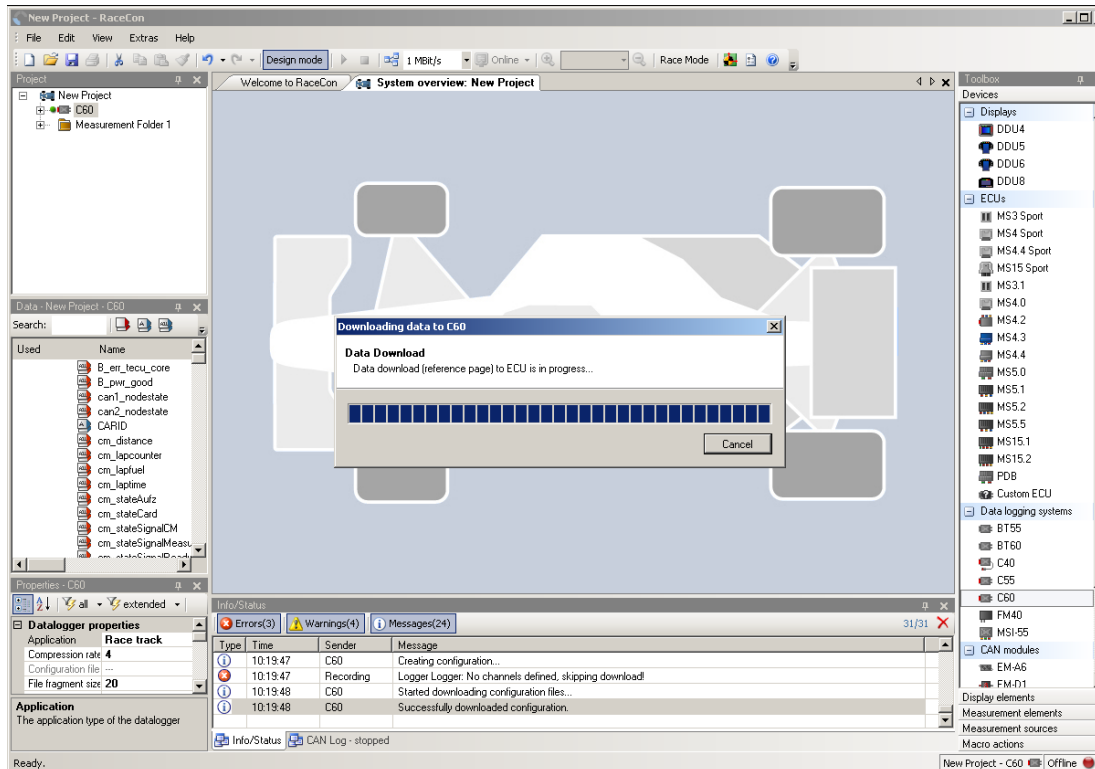 New Project - RaceCon
File Edit View Extras Help
Design mode 1 MBit/s Online Race Mode
Project
New Project
C60
Measurement Folder 1
Welcome to RaceCon System overview: New Project
Data - New Project - C60
Search:
Used Name
B_err_tecu_core
B_pwr_good
can1_nodestate
can2_nodestate
CARID
cm_distance
cm_lapcounter
cm_lapfuel
cm_laptime
cm_stateAufz
cm_stateCard
cm_stateSignalCM
cm_stateSignalMeasu
Properties - C60
all extended
Datalogger properties
Application Race track
Compression rate 4
Configuration file ---
File fragment size 20
Application
The application type of the datalogger
Downloading data to C60
Data Download
Data download (reference page) to ECU is in progress...
Cancel
Info/Status
Errors(3) Warnings(4) Messages(24) 31/31
Type Time Sender Message
10:19:47 C60 Creating configuration...
10:19:47 Recording Logger Logger: No channels defined, skipping download!
10:19:48 C60 Started downloading configuration files...
10:19:48 C60 Successfully downloaded configuration.
Info/Status CAN Log - stopped
Toolbox
Devices
Displays
DDU4
DDU5
DDU6
DDU8
ECUs
MS3 Sport
MS4 Sport
MS4.4 Sport
MS15 Sport
MS3.1
MS4.0
MS4.2
MS4.3
MS4.4
MS5.0
MS5.1
MS5.2
MS5.5
MS15.1
MS15.2
PDB
Custom ECU
Data logging systems
BT55
BT60
C40
C55
C60
FM40
MSI-55
CAN modules
EM-A6
EM-D1
Display elements
Measurement elements
Measurement sources
Macro actions
Ready.
New Project - C60 Offline